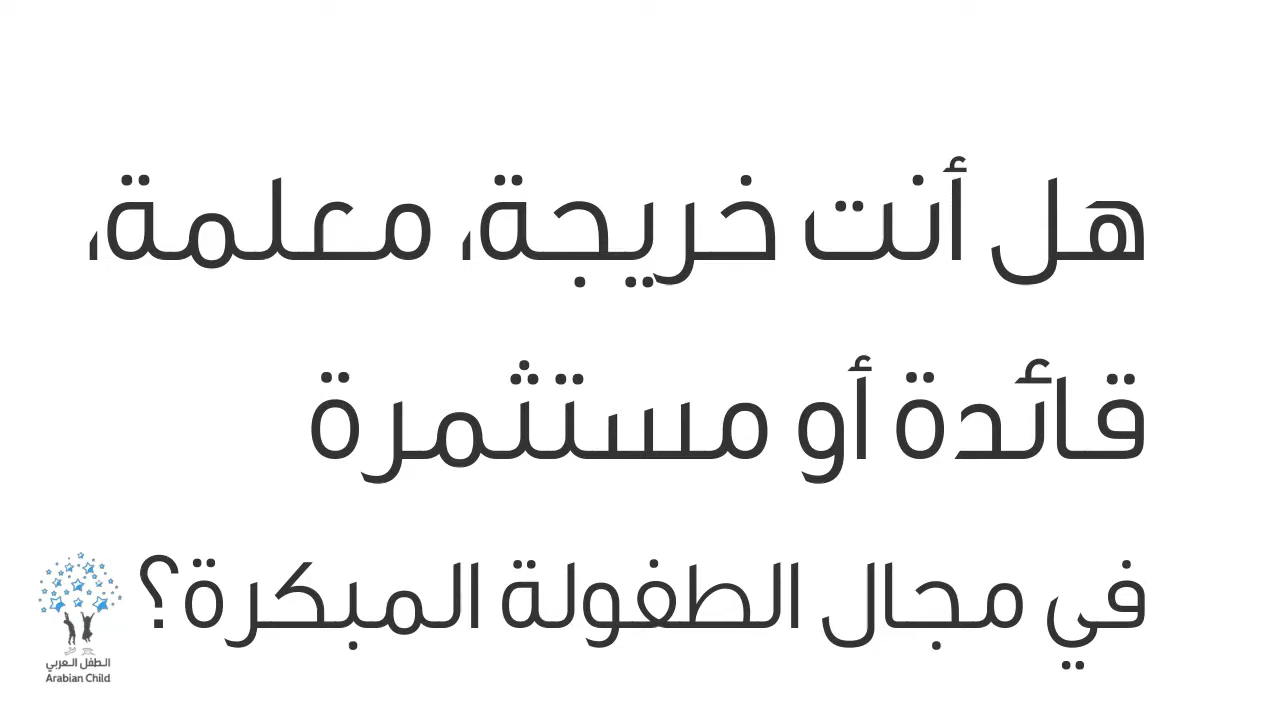 هل أنت خريجة، معلمة،
قائدة أو مستثمرة
في مجال الطفولة المبكرة؟
الطفل العربي
Arabian Child